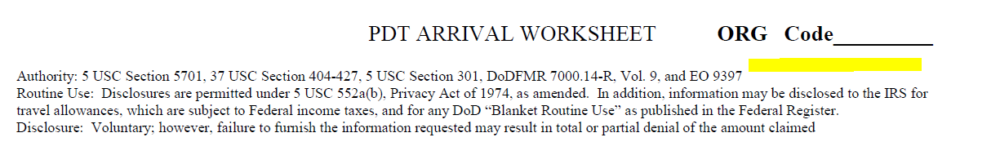 PDT ARRIVAL WORKSHEET ORG Code_________
Authority: 5 USC Section 5701, 37 USC Section 404-427, 5 USC Section 301, DoDFMR 7000.14-R, Vol. 9, and EO 9397
Routine Use: Disclosures are permitted under 5 USC 552a(b), Privacy Act of 1974, as amended. In addition, information may be disclosed to the IRS for
travel allowances, which are subject to Federal income taxes, and for any DoD “Blanket Routine Use” as published in the Federal Register.
Disclosure: Voluntary; however, failure to furnish the information requested may result in total or partial denial of the amount claimed